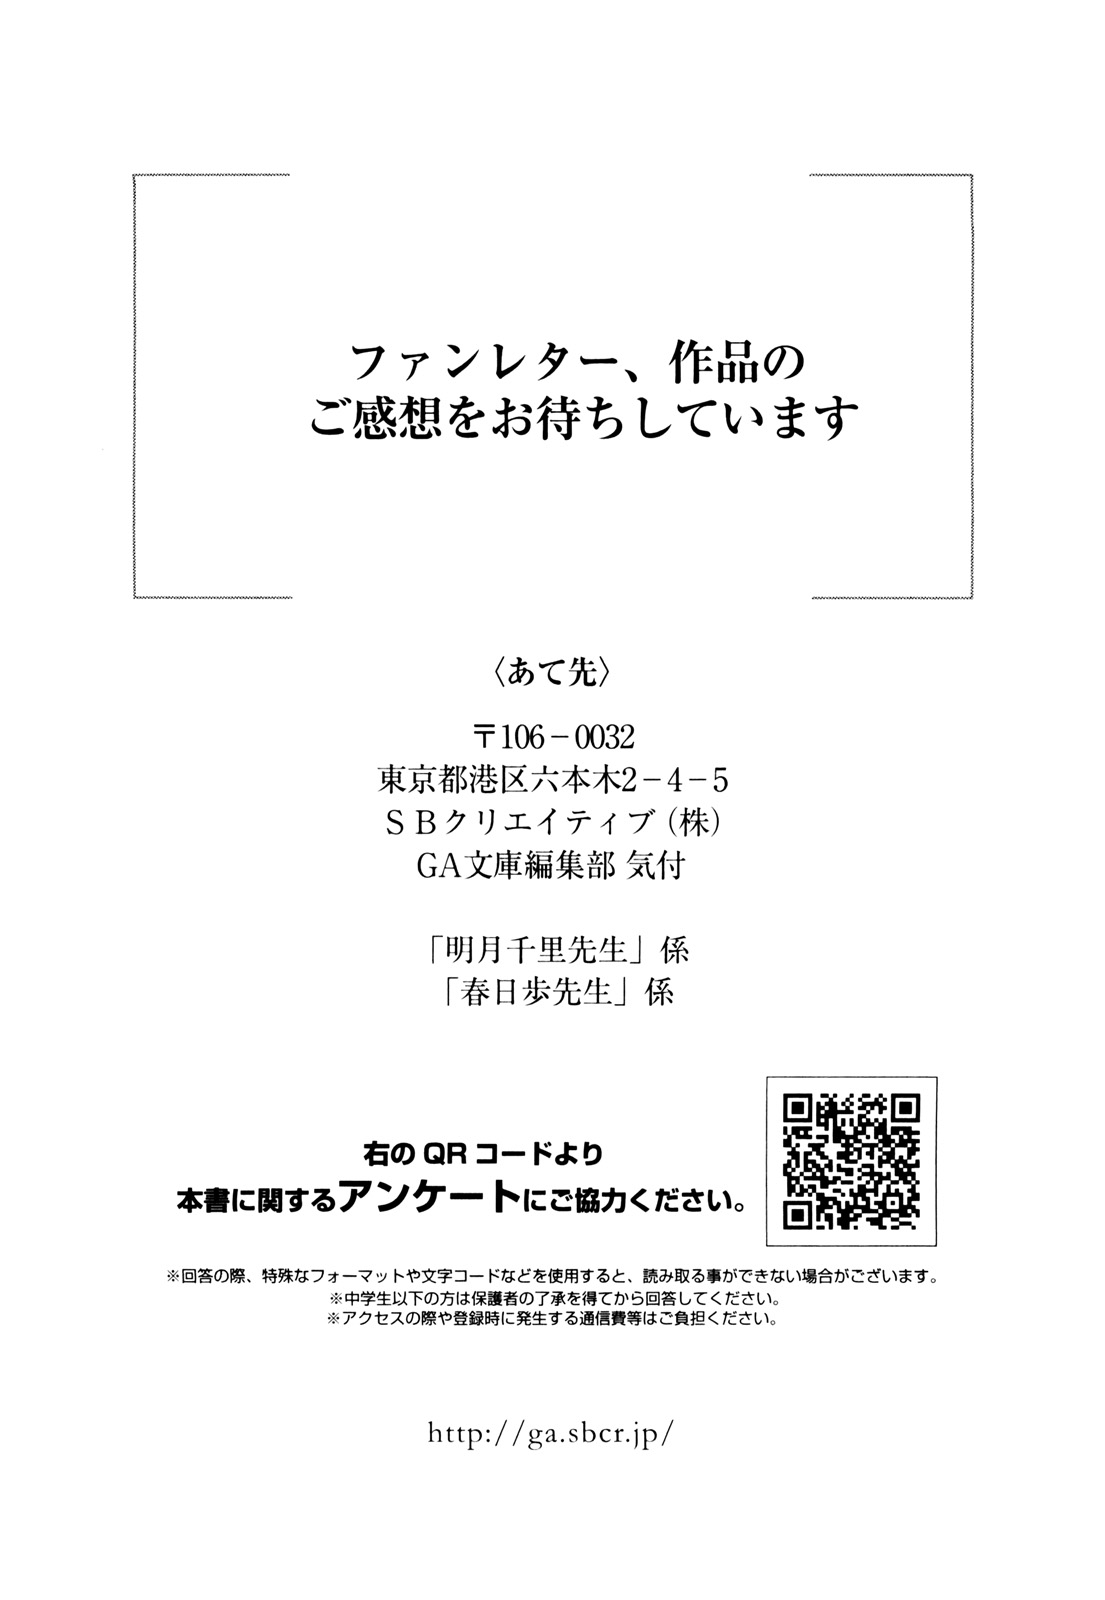 ファンレター、作品の
ご感想をお待ちしています
〈あて先〉
〒106－0032
東京都港区六本木2－4－5
ＳＢクリエイティブ（株）
GA文庫編集部 気付
「明月千里先生」係
「春日歩先生」係
右のQRコードより
本書に関するアンケートにご協力ください。
※回答の際、特殊なフォーマットや文字コードなどを使用すると、読み取る事ができない場合がございます。
※中学生以下の方は保護者の了承を得てから回答してください。
※アクセスの際や登録時に発生する通信費等はご負担ください。
http://ga.sbcr.jp/